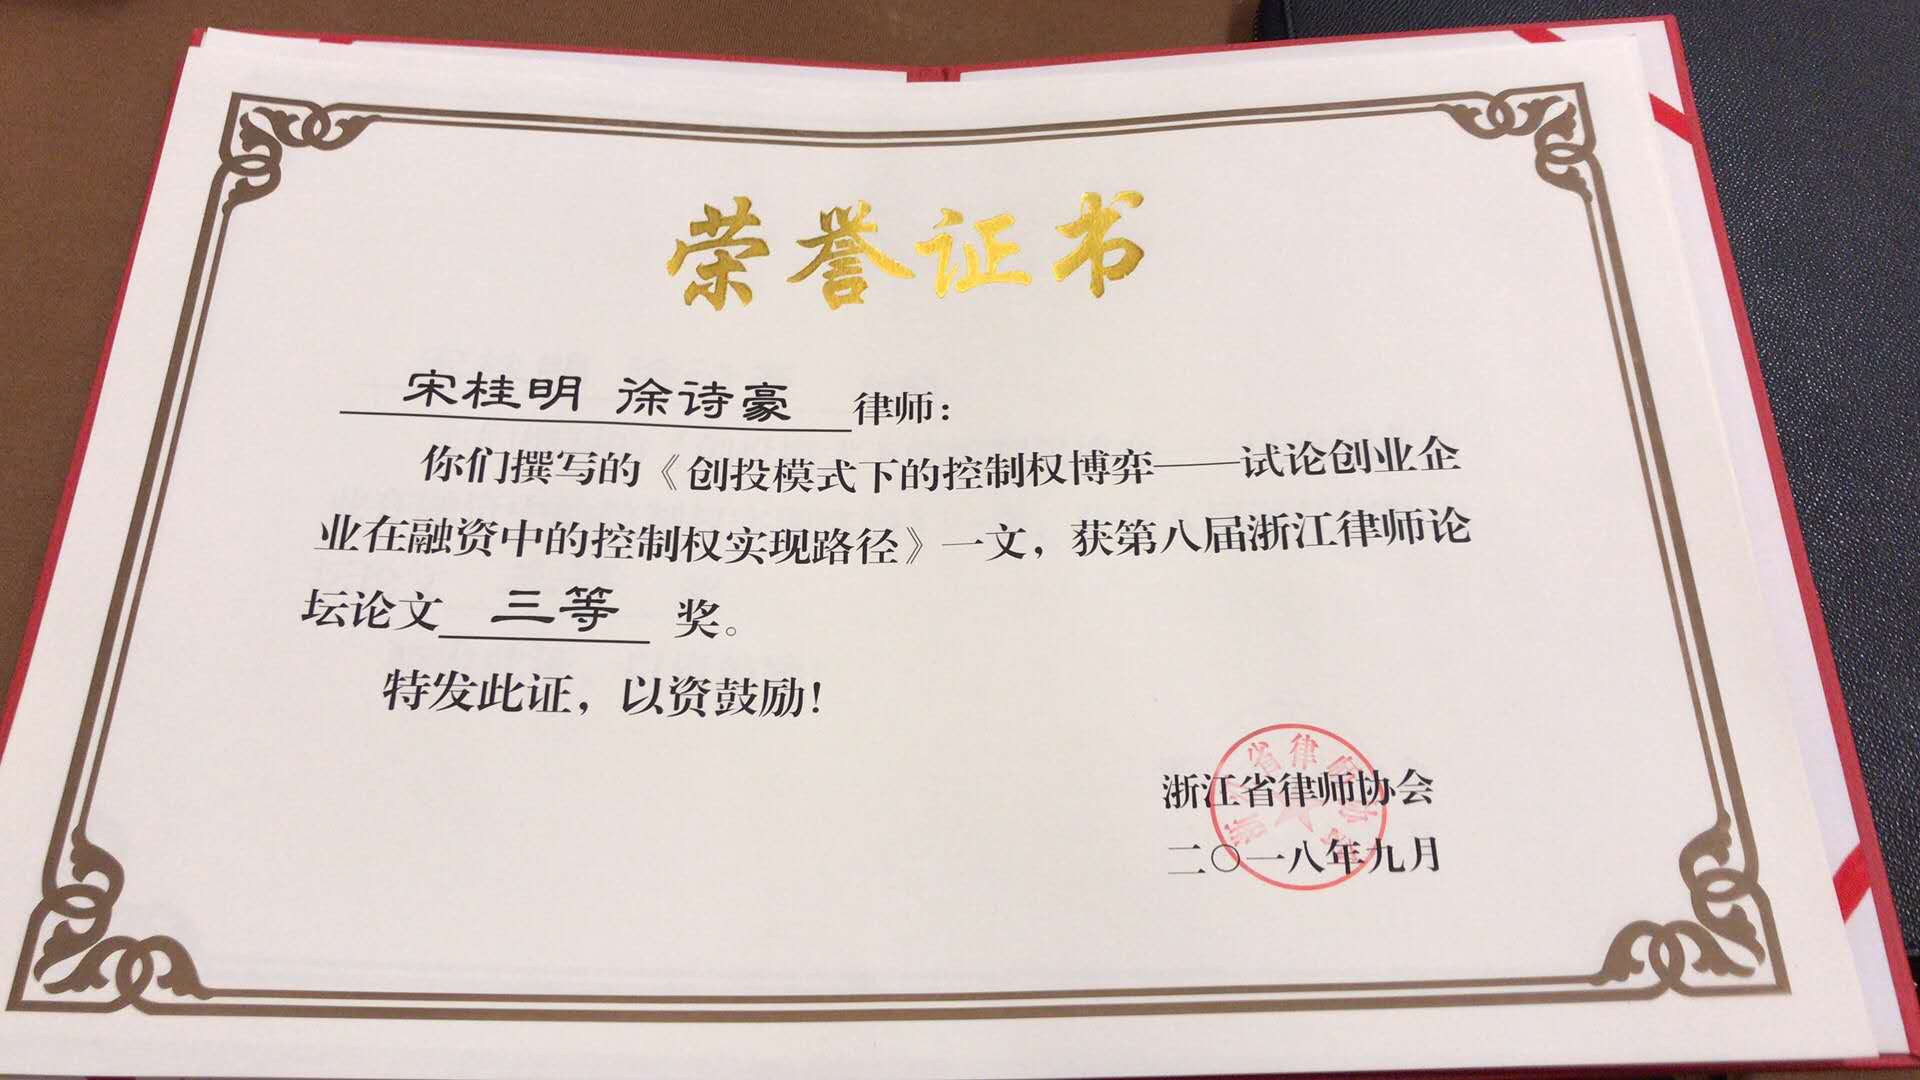 荣誉证书
宋桂明 徐诗豪 律师：
你们撰写的《创投模式下的控制权博弈——试论创业企
业在融资中的控制权实现路径》一文，获第八届浙江律师论
坛论文 三等 奖。
特发此证，以资鼓励！
浙江省律师协会
二〇一八年九月